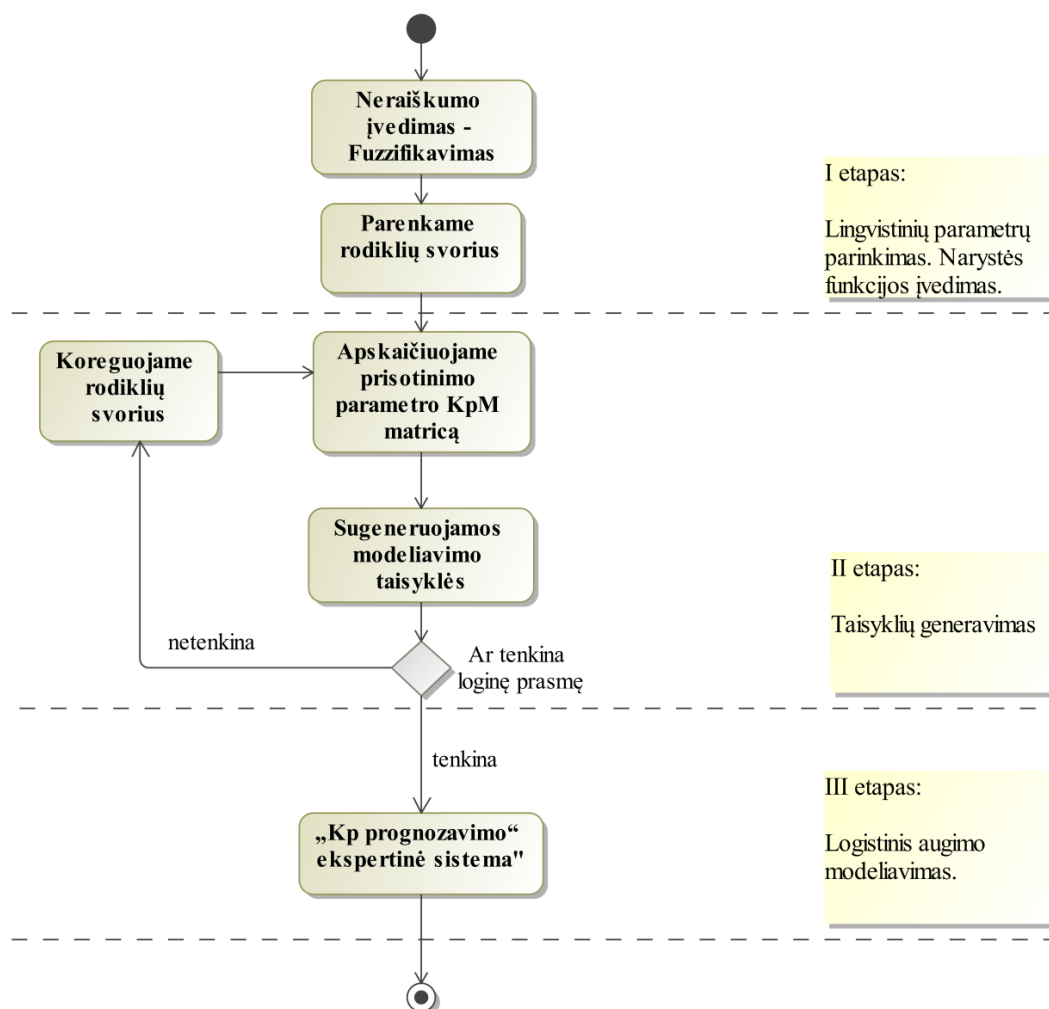 Neraiškumo
įvedimas -
Fuzzifikavimas
Parenkame
rodiklių svorius
I etapas:
Lingvistinių parametrų
parinkimas. Narystės
funkcijos įvedimas.
Koreguojame
rodiklių
svorius
Apskaičiuojame
prisotinimo
parametro KpM
matricą
Sugeneruojamos
modeliavimo
taisyklės
II etapas:
Taisyklių generavimas
netenkina
Ar tenkina
loginę prasmę
tenkina
„Kp prognozavimo“
ekspertinė sistema"
III etapas:
Logistinis augimo
modeliavimas.